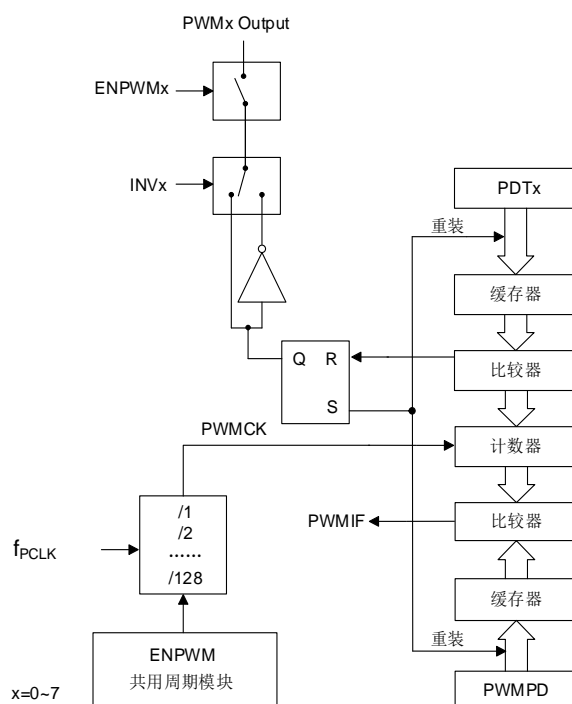 PWMx Output
ENPWMx
INVx
PDTx
重装
缓存器
Q
R
比较器
S
PWMCK
计数器
/1
/2
......
/128
fPCLK
PWMIF
比较器
缓存器
重装
ENPWM
共用周期模块
PWMPD
x=0~7